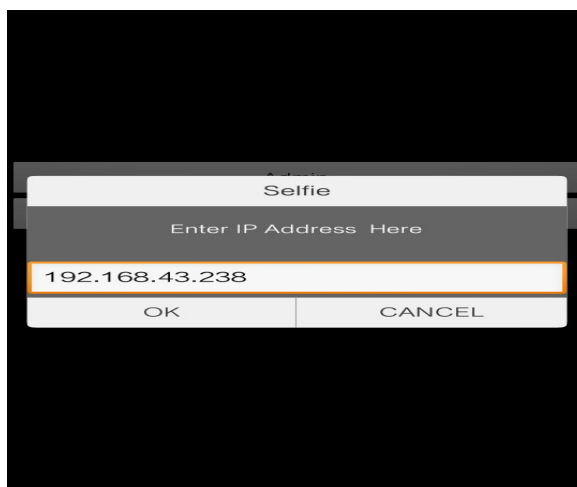 Selfie
Enter IP Address Here
192.168.43.238
OK
CANCEL